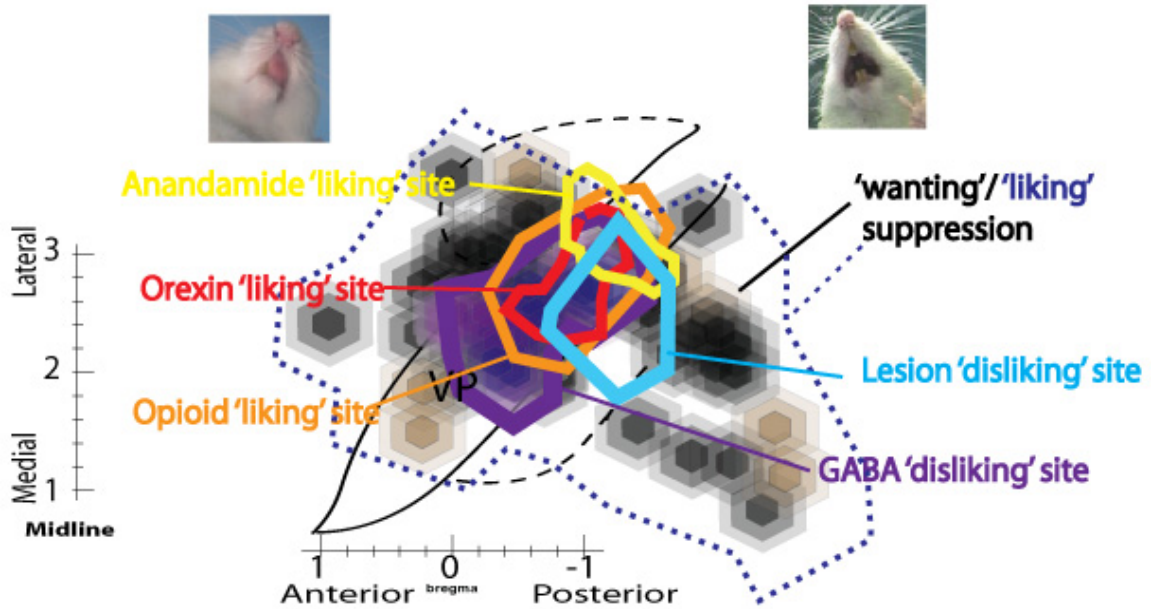 Anandamide 'liking' site
'wanting'/'liking'
suppression
Lateral
3
Orexin 'liking' site
2
Lesion 'disliking' site
VP
Opioid 'liking' site
GABA 'disliking' site
Medial
1
Midline
1
0
-1
Anterior
bregma
Posterior